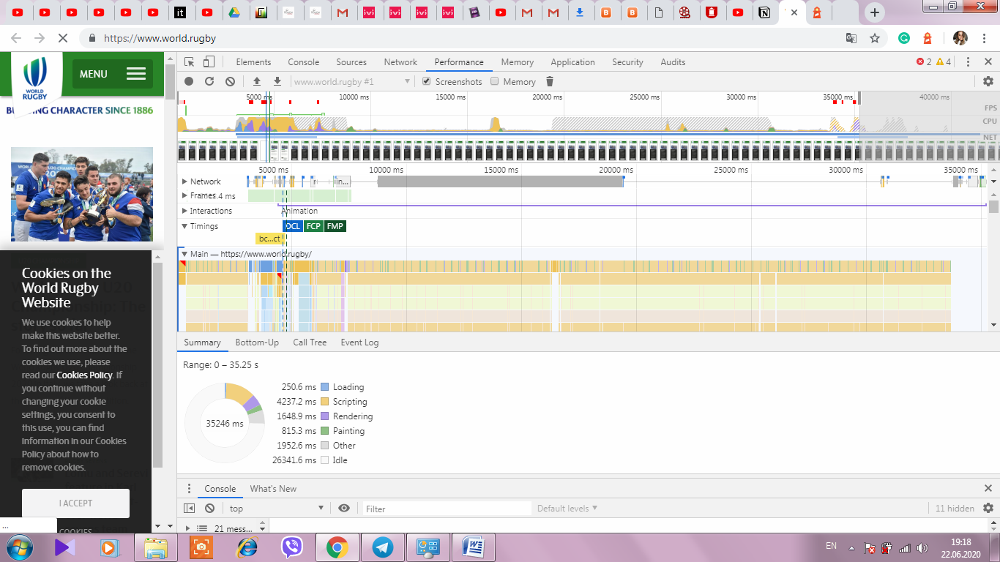 it
https://www.world.rugby
MENU
WORLD
RUGBY
BUILDING CHARACTER SINCE 1886
Cookies on the
World Rugby
Website
We use cookies to help
make this website better.
To find out more about the
cookies we use, please
read our Cookies Policy. If
you continue without
changing your cookie
settings, you consent to
this use, you can find
information in our Cookies
Policy about how to
remove cookies.
I ACCEPT
COOKIES
...
Elements Console Sources Network Performance Memory Application Security Audits 2 4
www.world.rugby #1 Screenshots Memory
5000 ms 10000 ms 15000 ms 20000 ms 25000 ms 30000 ms 35000 ms 40000 ms
FPS
CPU
NET
5000 ms 10000 ms 15000 ms 20000 ms 25000 ms 30000 ms 35000 ms
Network r in...
Frames .4 ms
Interactions Animation
Timings DCL FCP FMP
bc...ct
Main — https://www.world.rugby/
Summary Bottom-Up Call Tree Event Log
Range: 0 – 35.25 s
35246 ms
250.6 ms Loading
4237.2 ms Scripting
1648.9 ms Rendering
815.3 ms Painting
1952.6 ms Other
26341.6 ms Idle
Console What's New
top Filter Default levels 11 hidden
21 mess...
EN 19:18
22.06.2020